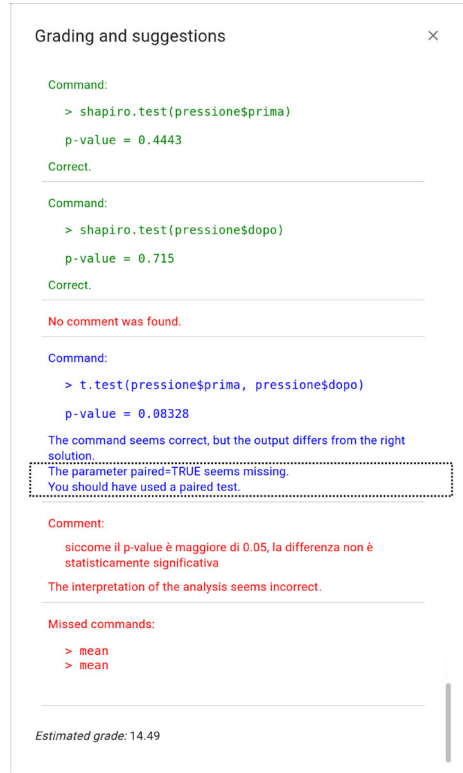 Grading and suggestions
×
Command:
> shapiro.test(pressione$prima)
p-value = 0.4443
Correct.
Command:
> shapiro.test(pressione$dopo)
p-value = 0.715
Correct.
No comment was found.
Command:
> t.test(pressione$prima, pressione$dopo)
p-value = 0.08328
The command seems correct, but the output differs from the right
solution.
The parameter paired=TRUE seems missing.
You should have used a paired test.
Comment:
siccome il p-value è maggiore di 0.05, la differenza non è
statisticamente significativa
The interpretation of the analysis seems incorrect.
Missed commands:
> mean
> mean
Estimated grade: 14.49